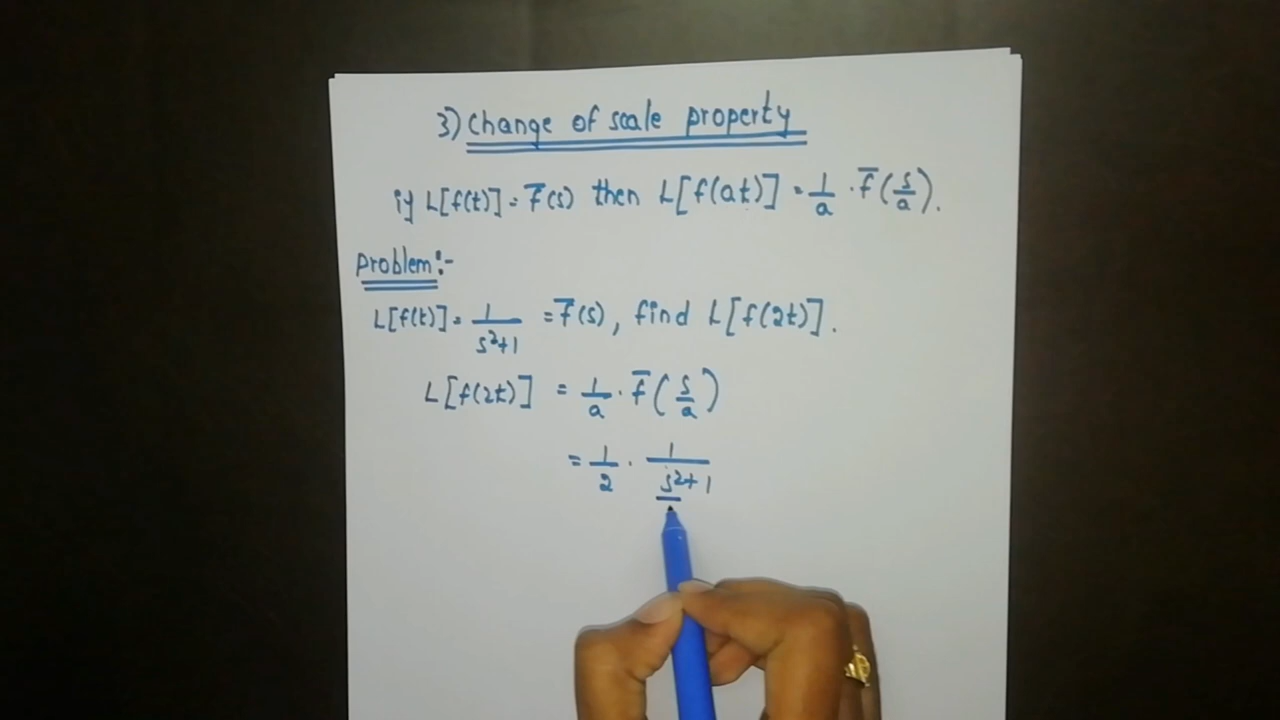 3) Change of scale property
if L[f(t)] = f̅(s) then L[f(at)] = 1/a · f̅(s/a).
Problem:-
L[f(t)] = 1/(s²+1) = f̅(s), find L[f(2t)].
L[f(2t)] = 1/a · f̅(s/a)
= 1/2 · 1/(s²+1)